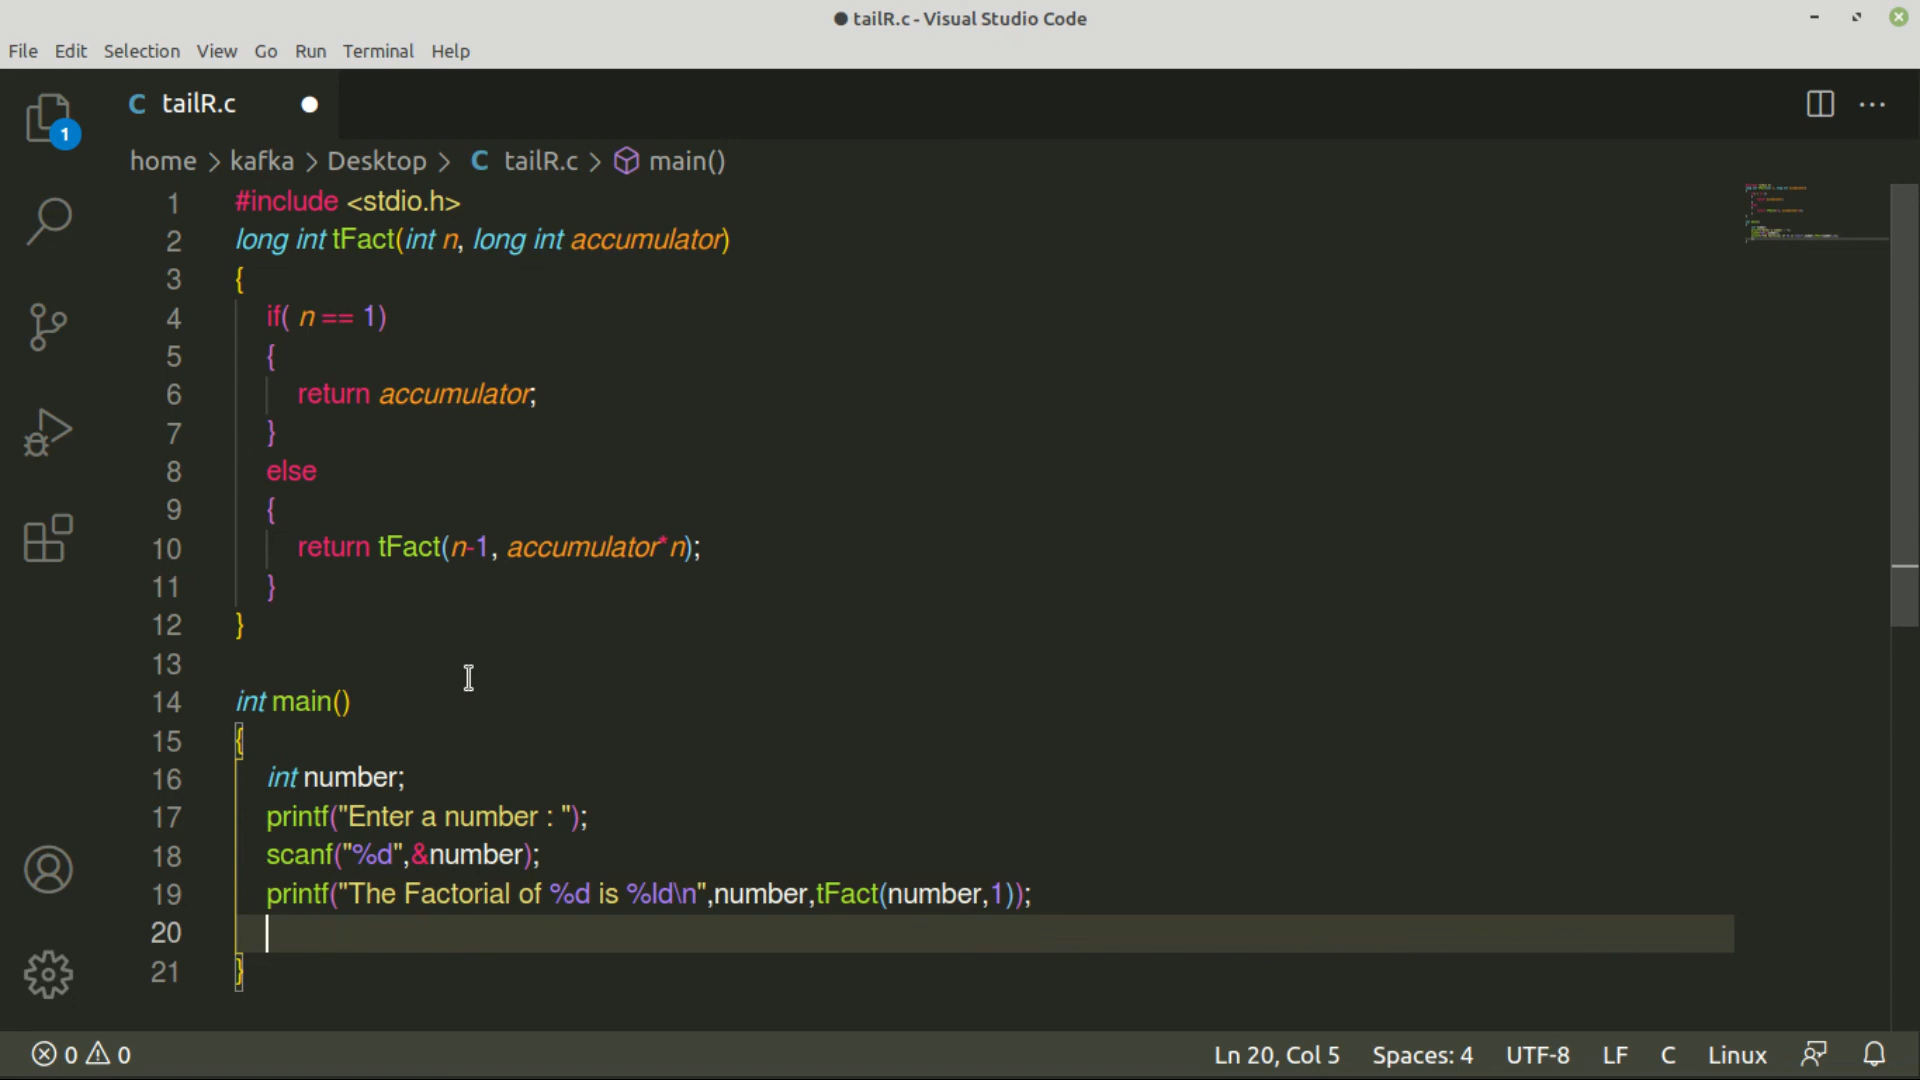 ● tailR.c - Visual Studio Code
File Edit Selection View Go Run Terminal Help
C tailR.c ●
1
home > kafka > Desktop > C tailR.c > main()
1 #include <stdio.h>
2 long int tFact(int n, long int accumulator)
3 {
4 if( n == 1)
5 {
6 return accumulator;
7 }
8 else
9 {
10 return tFact(n-1, accumulator*n);
11 }
12 }
13
14 int main()
15 {
16 int number;
17 printf("Enter a number : ");
18 scanf("%d",&number);
19 printf("The Factorial of %d is %ld\n",number,tFact(number,1));
20
21 }
0 0 Ln 20, Col 5 Spaces: 4 UTF-8 LF C Linux